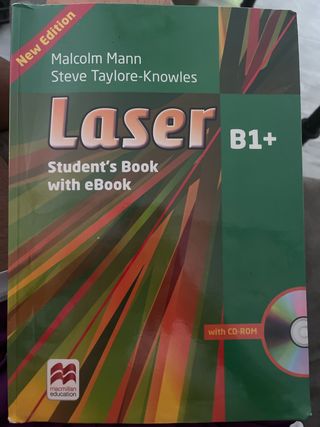 New Edition
Malcolm Mann
Steve Taylore-Knowles
Laser
B1+
Student's Book
with eBook
with CD-ROM
macmillan
education